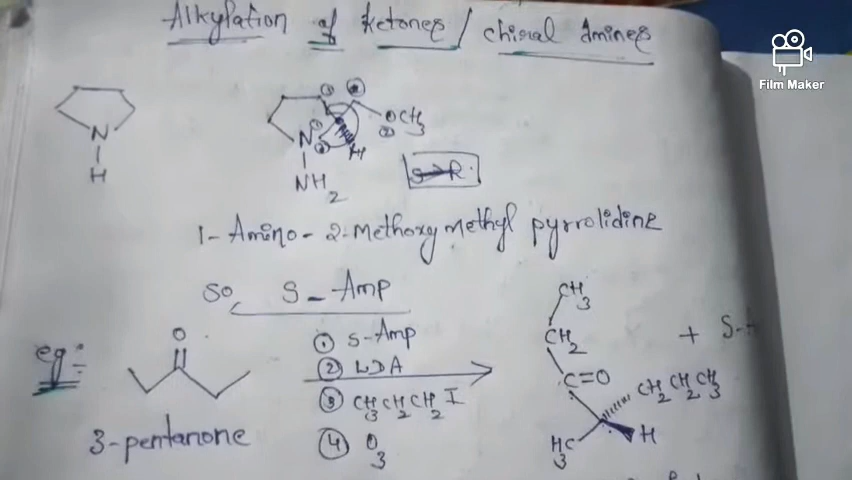 Alkylation of ketones / chiral Amines
Film Maker
N
H
N
NH2
OCH3
H
S→R
1-Amino-2-Methoxy methyl pyrrolidine
So S-Amp
eg:-
O
3-pentanone
① S-Amp
② LDA
③ CH3CH2CH2I
④ O3
CH3
CH2
C=O
CH2CH2CH3
H3C
H
+ S-A